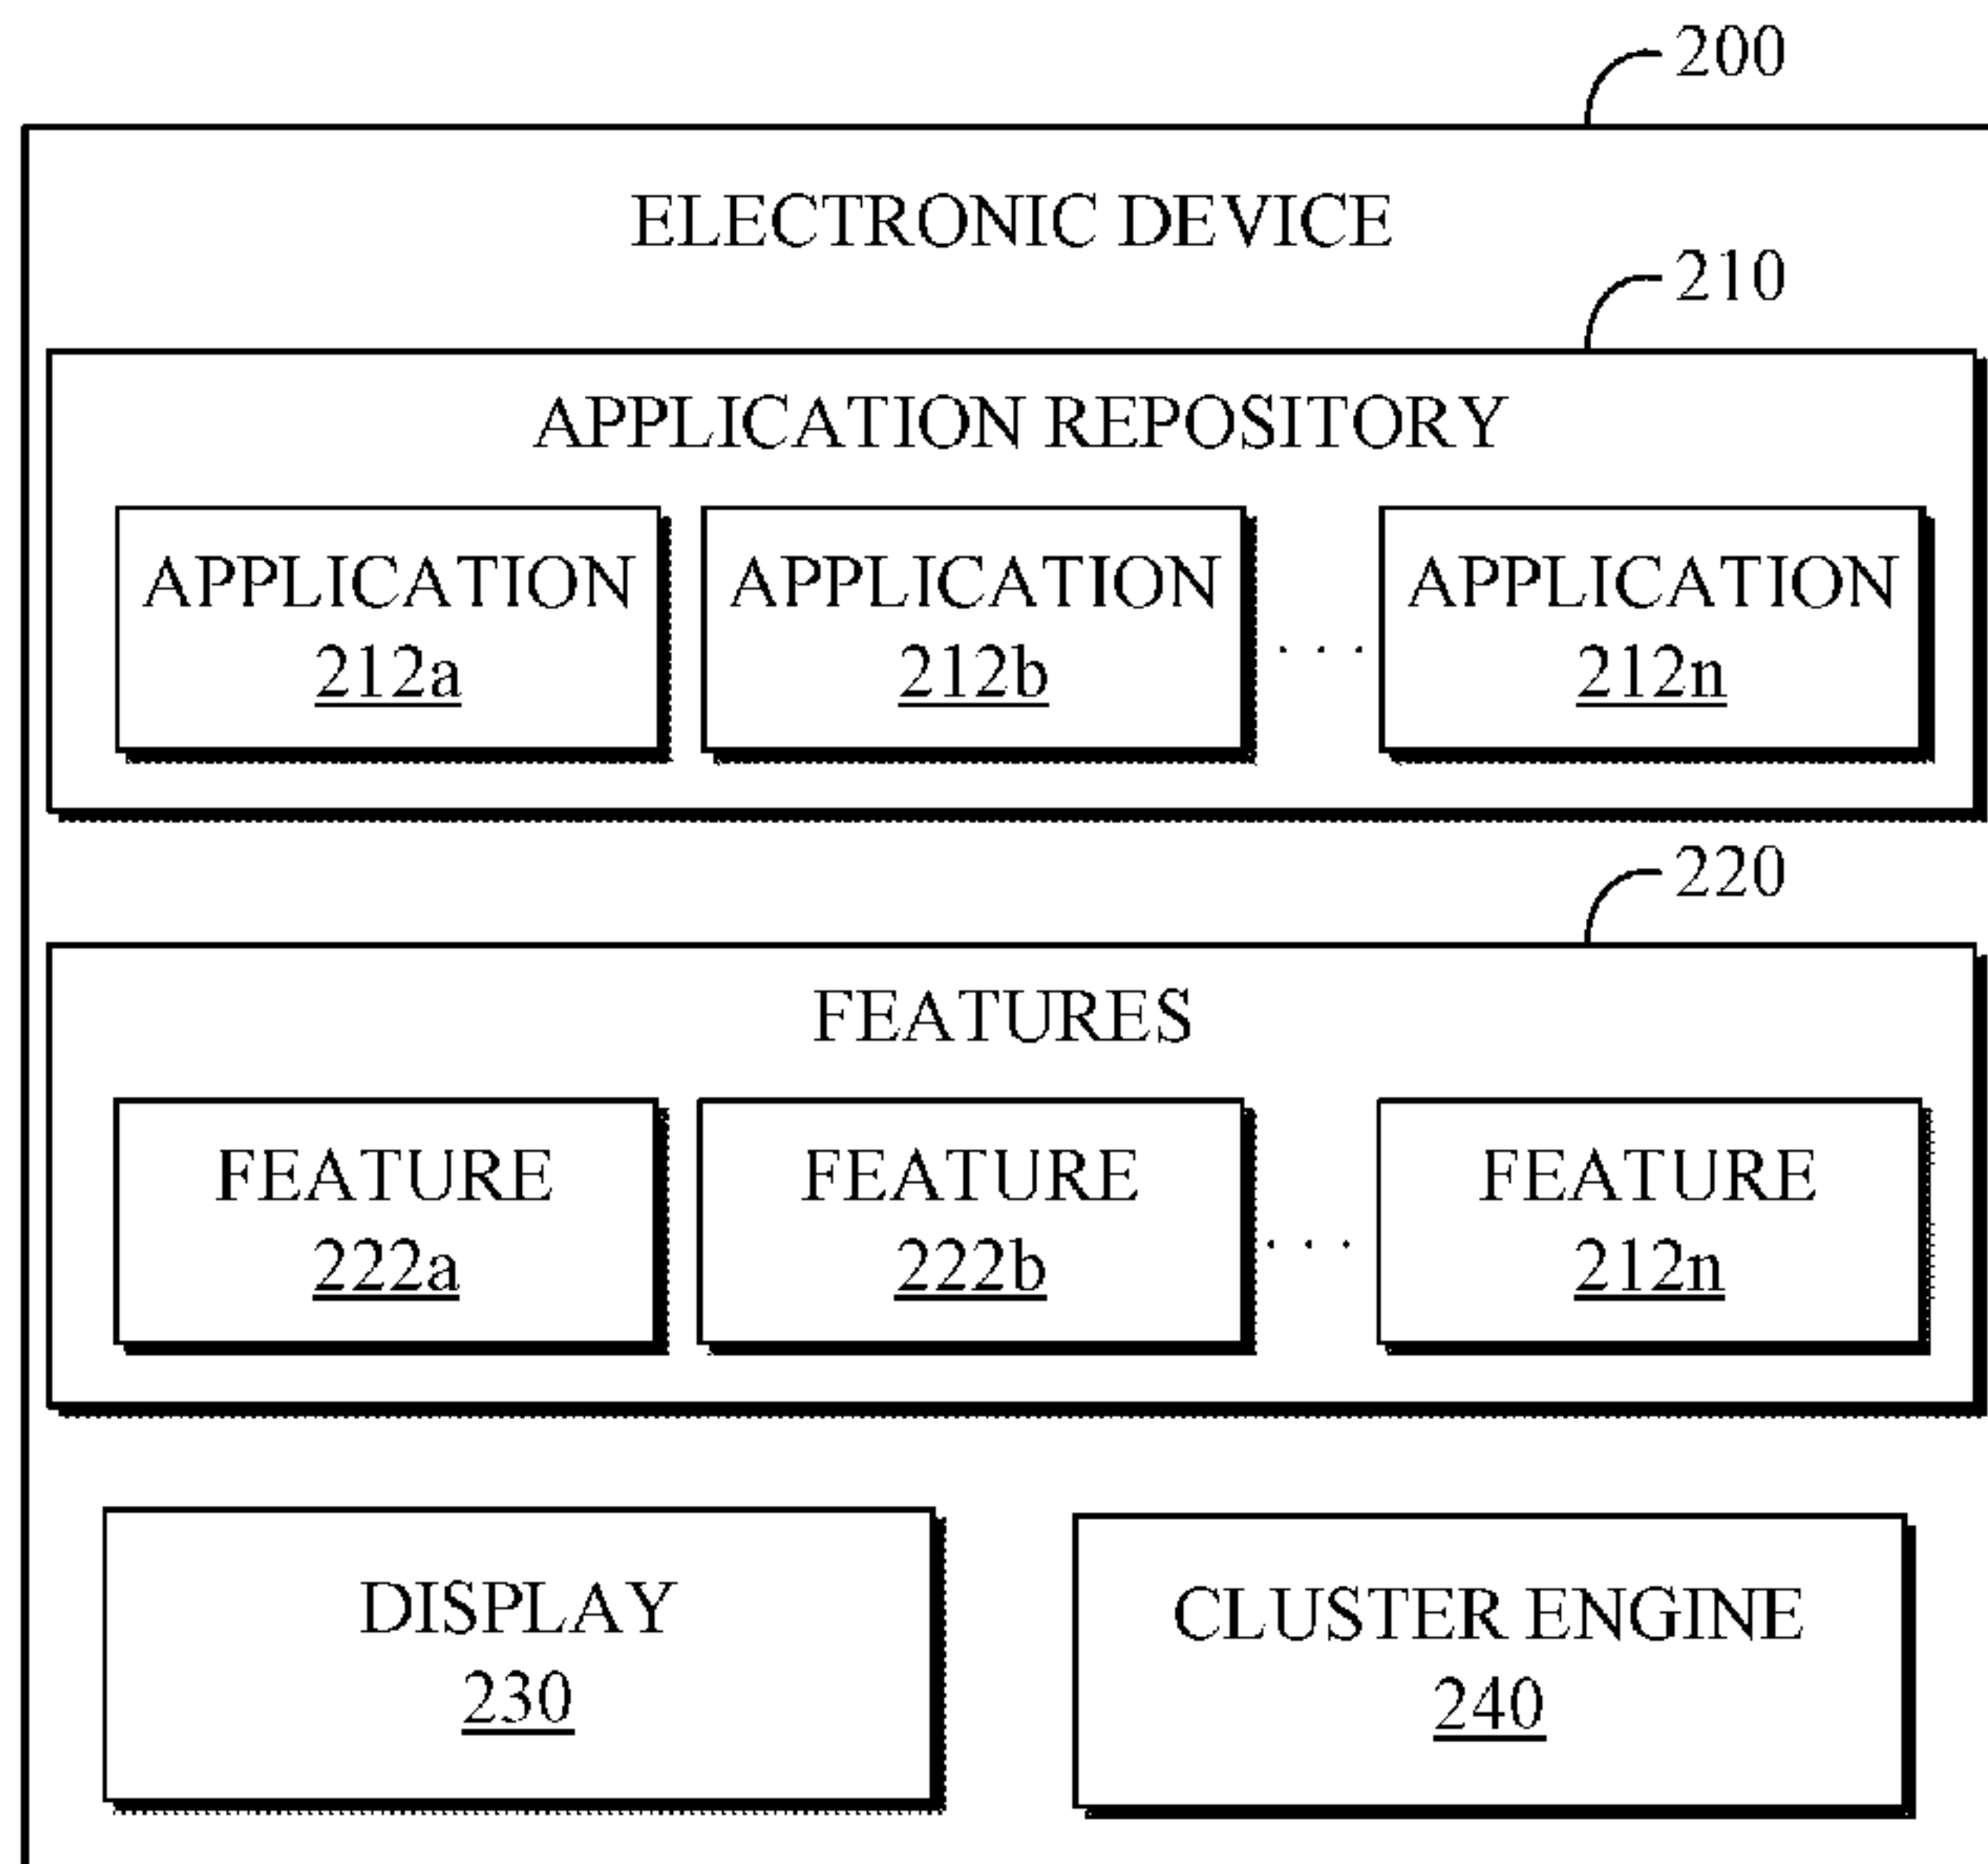 200
ELECTRONIC DEVICE
210
APPLICATION REPOSITORY
APPLICATION APPLICATION APPLICATION
212a 212b . . . 212n
220
FEATURES
FEATURE FEATURE FEATURE
222a 222b . . . 212n
DISPLAY CLUSTER ENGINE
230 240